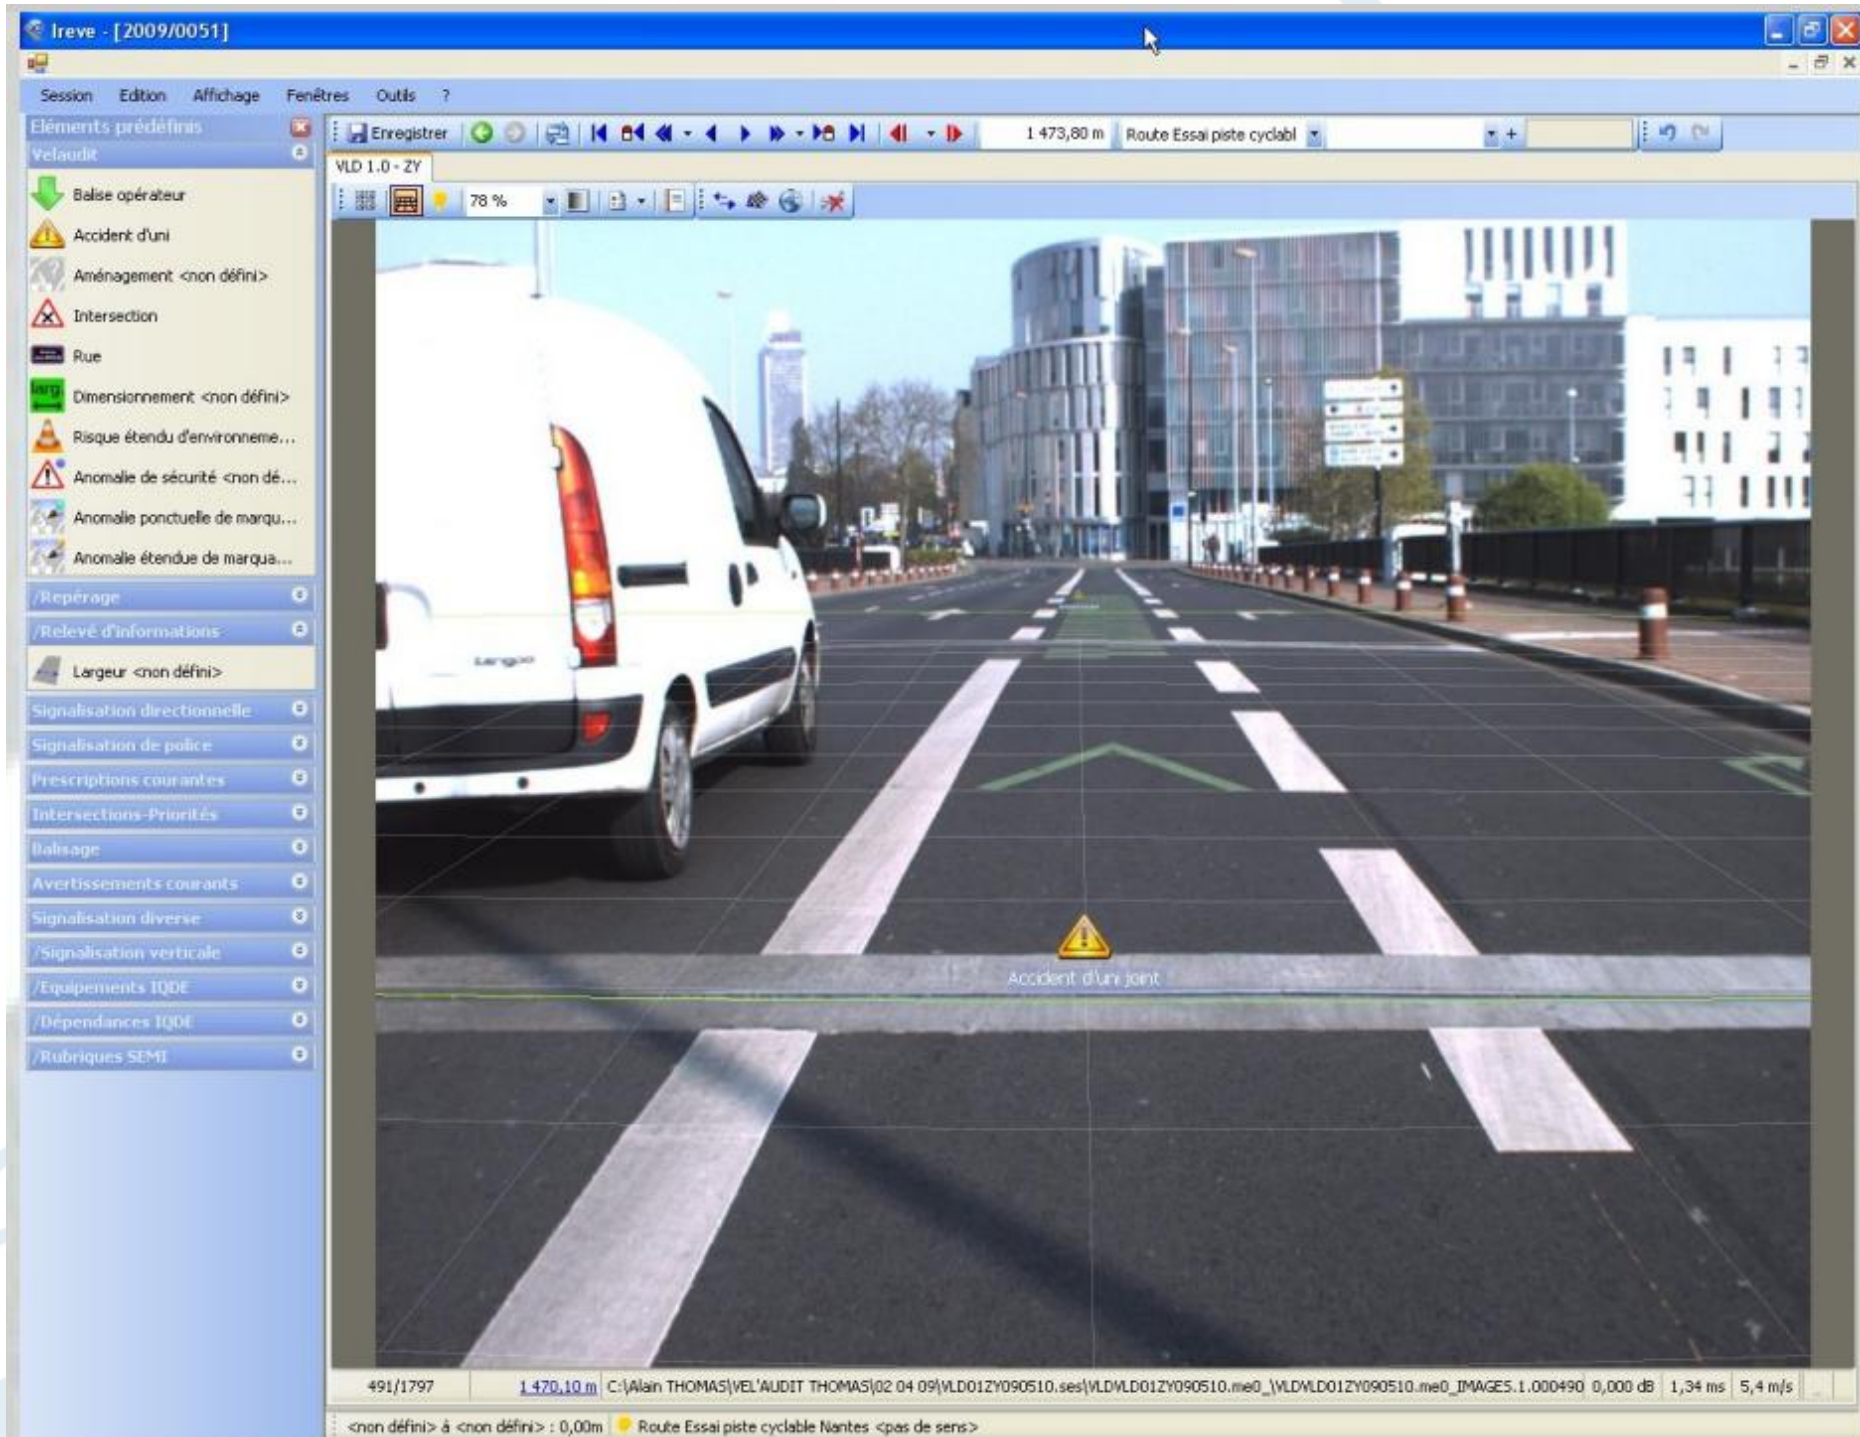 Ireve - [2009/0051]
Session Edition Affichage Fenêtres Outils ?
Eléments prédéfinis
Velaudit
Balise opérateur
Accident d'uni
Aménagement <non défini>
Intersection
Rue
larg.
Dimensionnement <non défini>
Risque étendu d'environneme...
Anomalie de sécurité <non dé...
Anomalie ponctuelle de marqu...
Anomalie étendue de marqua...
/Repérage
/Relevé d'informations
Largeur <non défini>
Signalisation directionnelle
Signalisation de police
Prescriptions courantes
Intersections-Priorités
Balisage
Avertissements courants
Signalisation diverse
/Signalisation verticale
/Equipements IQDE
/Dépendances IQDE
/Rubriques SEMI
Enregistrer 1 473,80 m Route Essai piste cyclabl +
VLD 1.0 - ZY
78 %
Kangoo
Accident d'uni joint
491/1797 1 470,10 m C:\Alain THOMAS\VEL'AUDIT THOMAS\02 04 09\VLD01ZY090510.ses\VLD\VLD01ZY090510.me0_\VLD\VLD01ZY090510.me0_IMAGES.1.000490 0,000 dB 1,34 ms 5,4 m/s
<non défini> à <non défini> : 0,00m Route Essai piste cyclable Nantes <pas de sens>